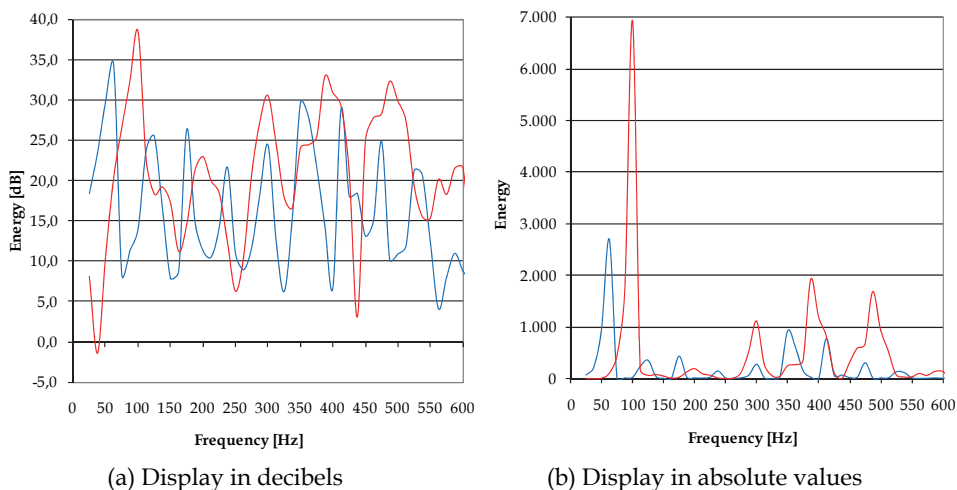 40,0
35,0
30,0
25,0
20,0
15,0
10,0
5,0
0,0
-5,0
Energy [dB]
0 50 100 150 200 250 300 350 400 450 500 550 600
Frequency [Hz]
(a) Display in decibels
7.000
6.000
5.000
4.000
3.000
2.000
1.000
0
Energy
0 50 100 150 200 250 300 350 400 450 500 550 600
Frequency [Hz]
(b) Display in absolute values